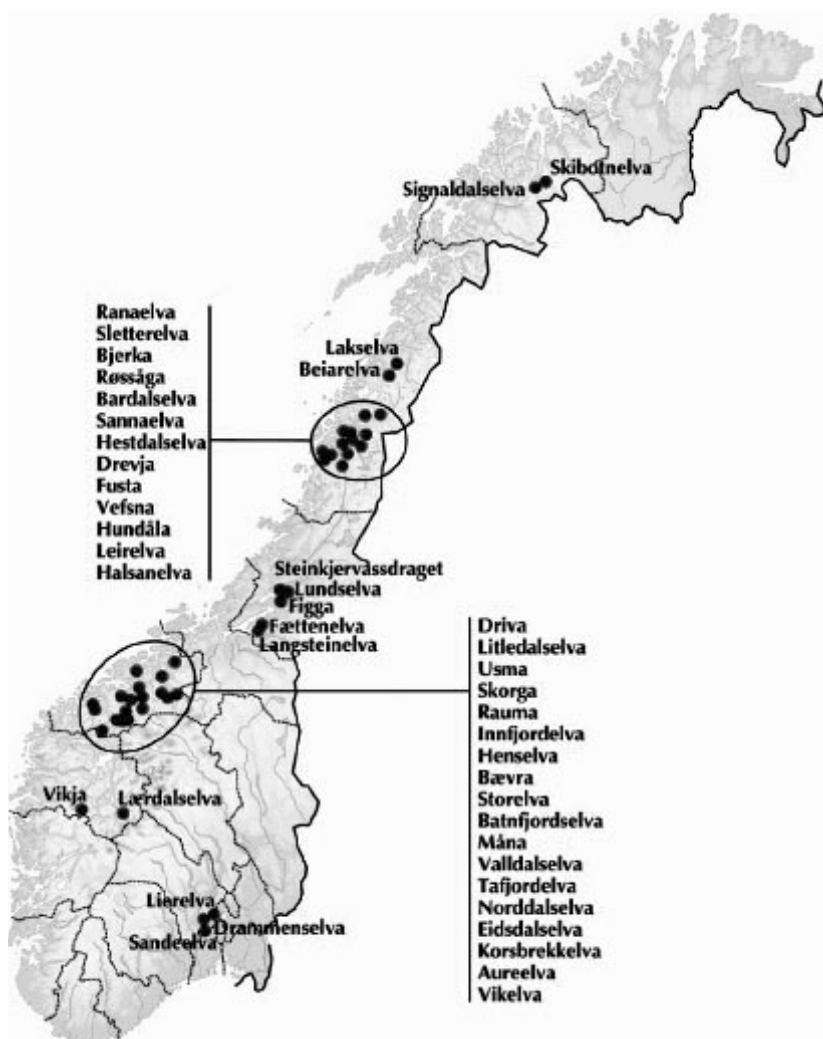 Skibotnelva
Signaldalselva
Ranaelva
Sletterelva
Bjerka
Røssåga
Bardalselva
Sannaelva
Hestdalselva
Drevja
Fusta
Vefsna
Hundåla
Leirelva
Halsanelva
Lakselva
Beiarelva
Steinkjervassdraget
Lundselva
Figga
Fættenelva
Langsteinelva
Driva
Litledalselva
Usma
Skorga
Rauma
Innfjordelva
Henselva
Bævra
Storelva
Batnfjordselva
Måna
Valldalselva
Tafjordelva
Norddalselva
Eidsdalselva
Korsbrekkelva
Aureelva
Vikelva
Vikja
Lærdalselva
Lierelva
Drammenselva
Sandeelva